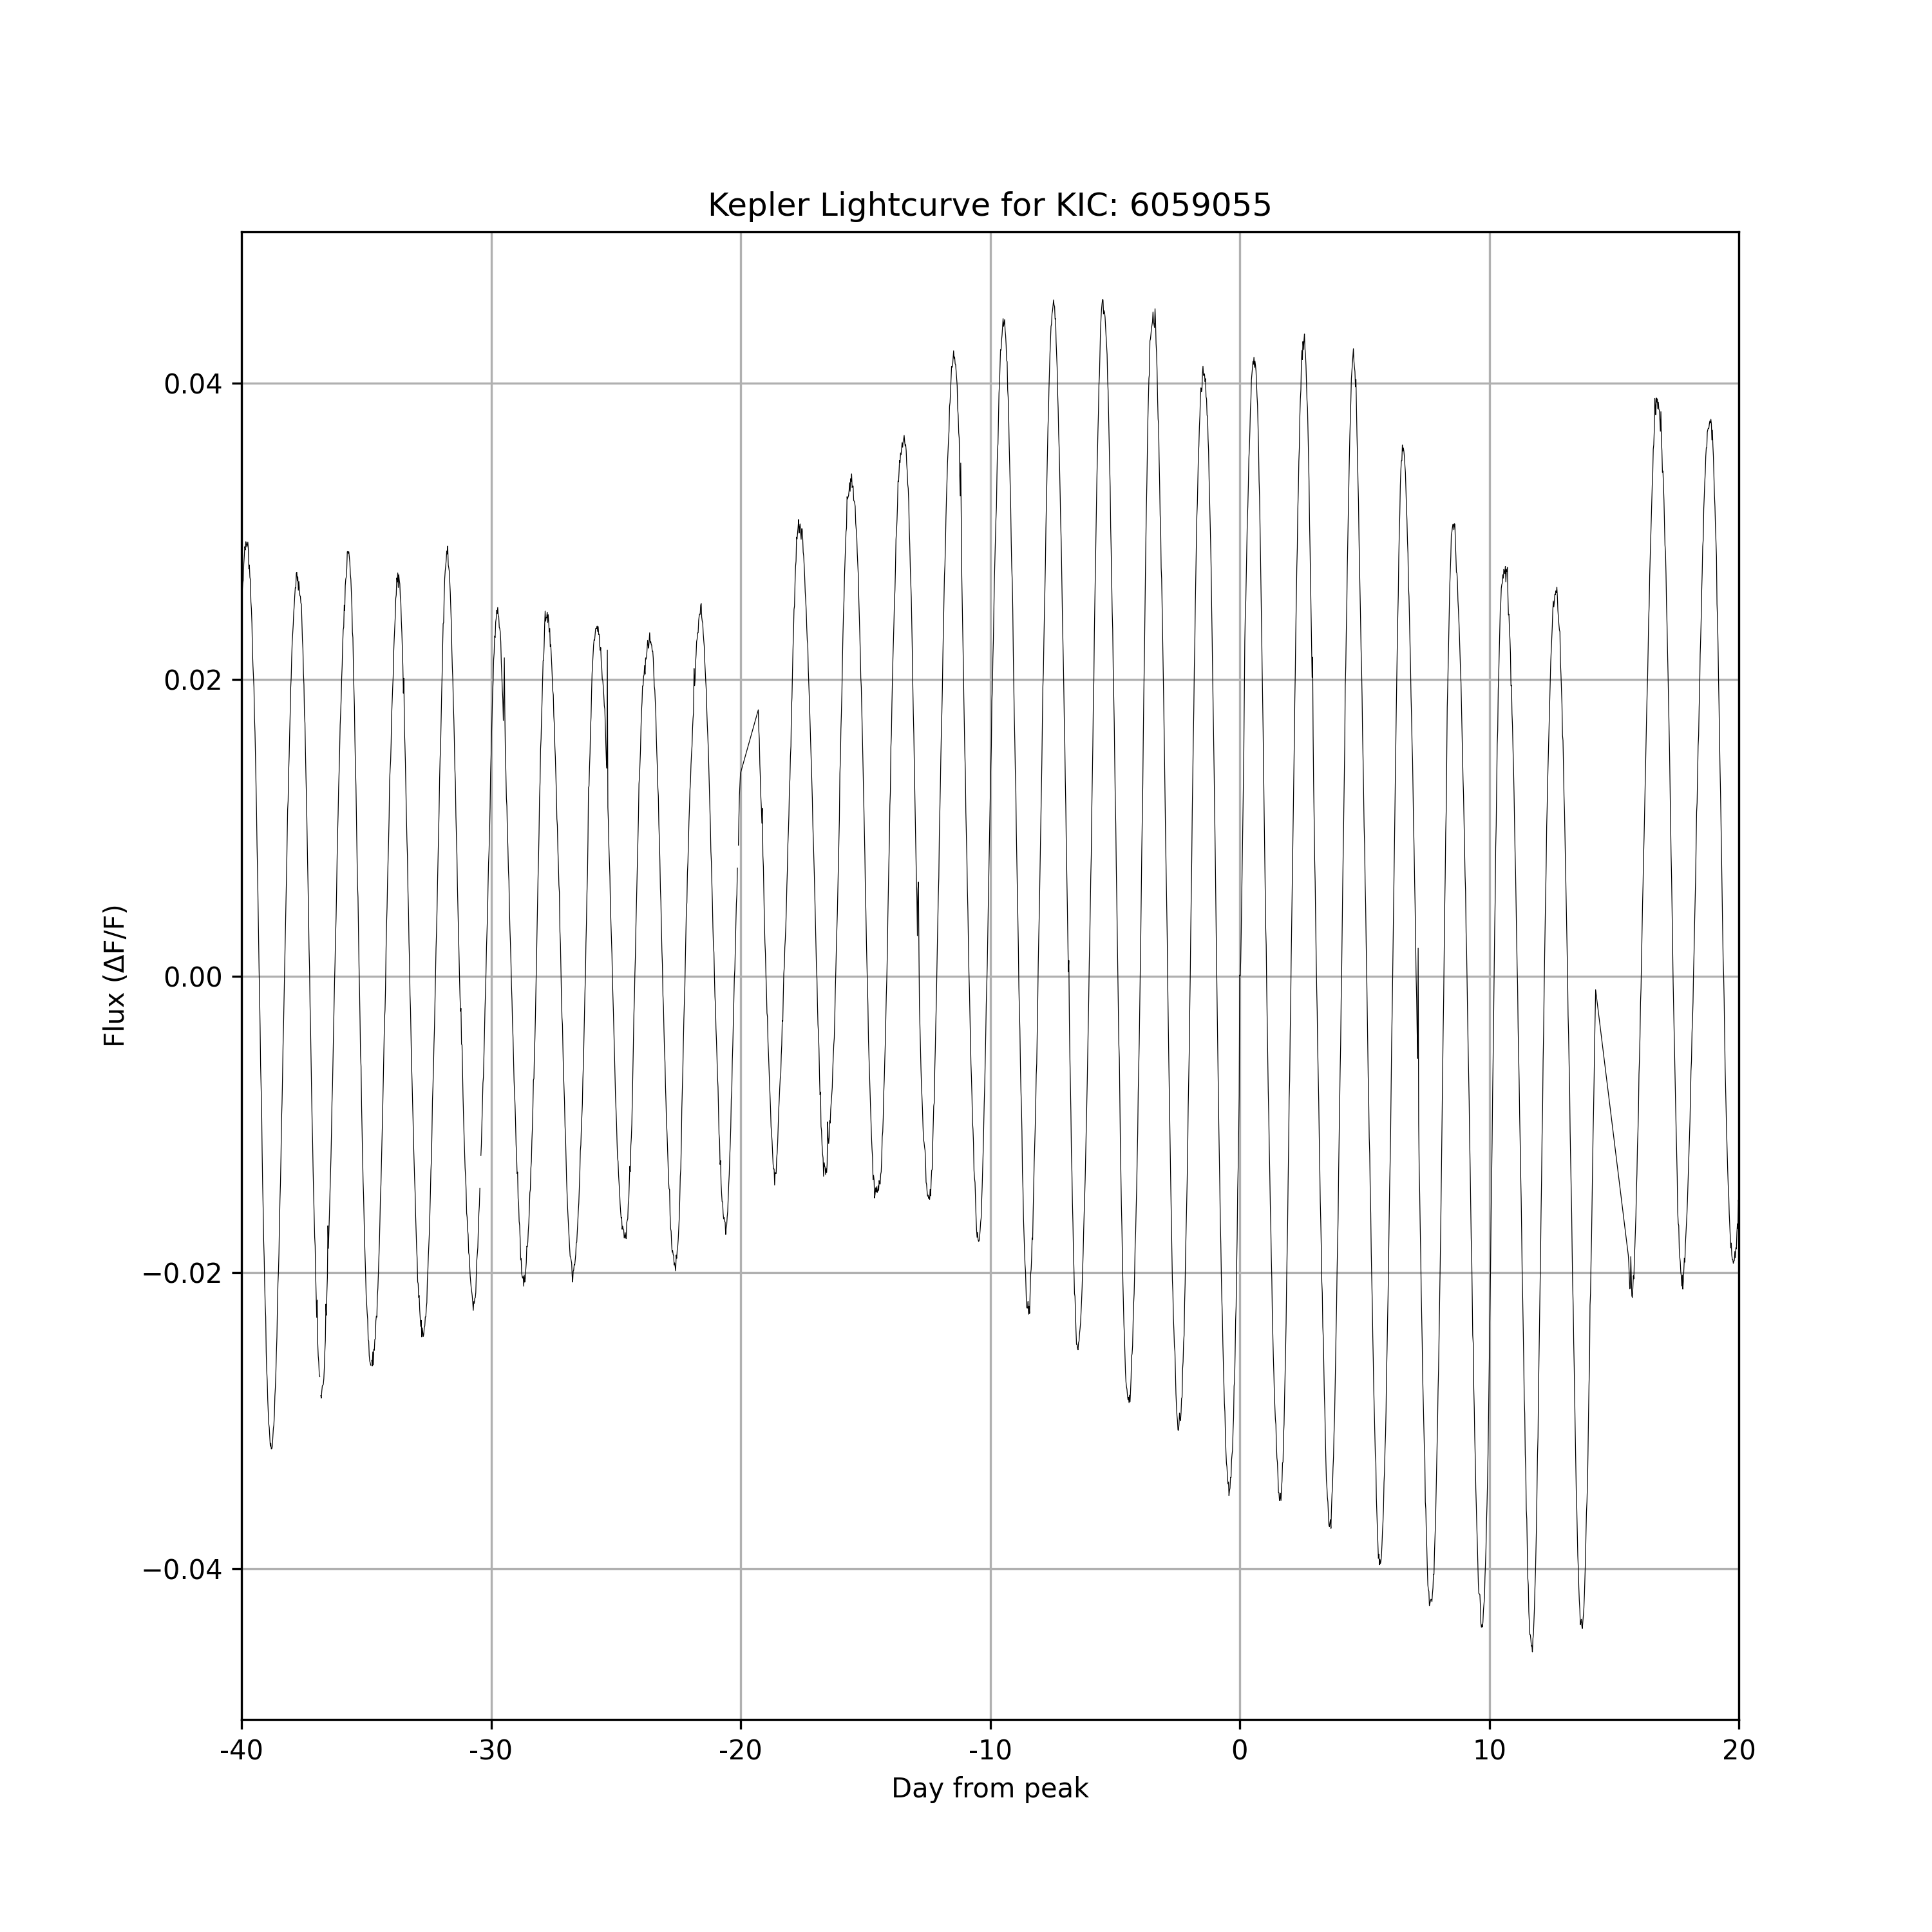 Kepler Lightcurve for KIC: 6059055
Flux (ΔF/F)
0.04
0.02
0.00
−0.02
−0.04
-40 -30 -20 -10 0 10 20
Day from peak